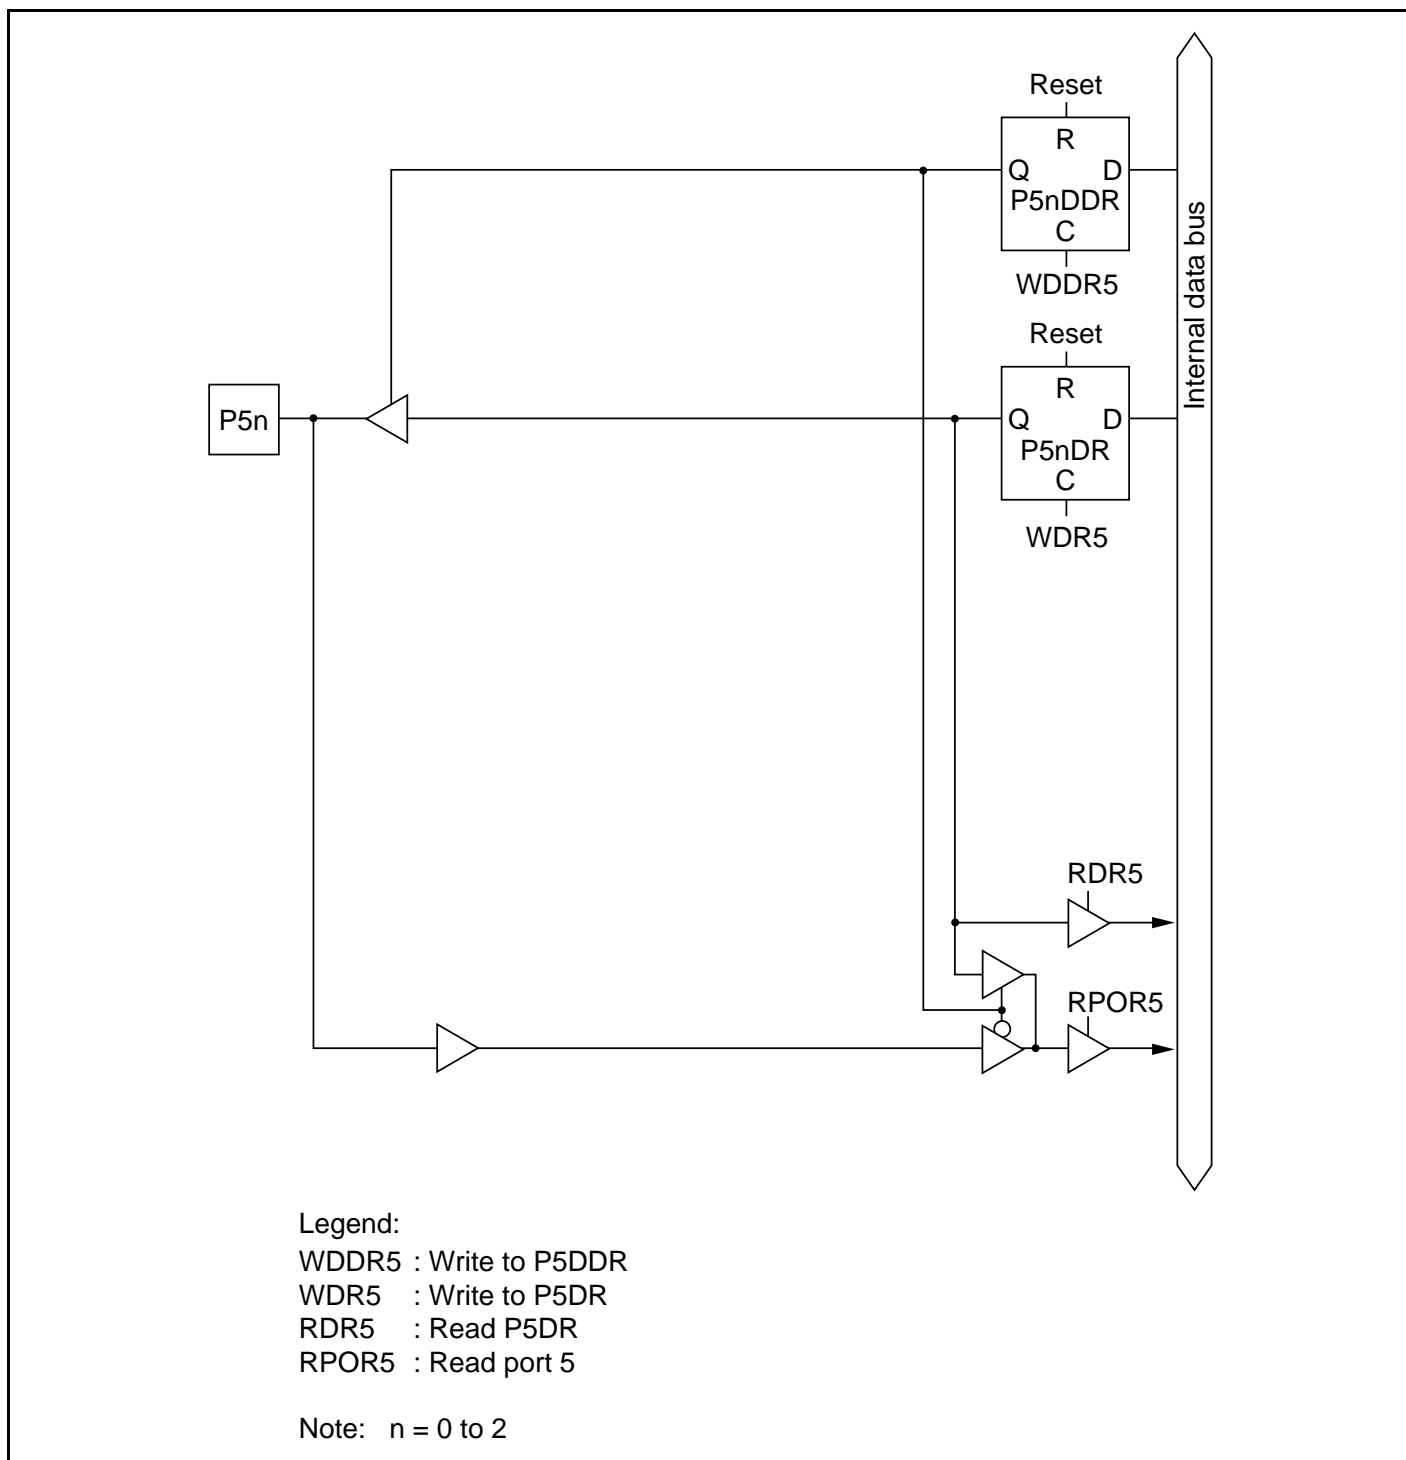 Reset
R
Q D
P5nDDR
C
WDDR5
Internal data bus
Reset
R
P5n
Q D
P5nDR
C
WDR5
RDR5
RPOR5
Legend:
WDDR5 : Write to P5DDR
WDR5 : Write to P5DR
RDR5 : Read P5DR
RPOR5 : Read port 5
Note: n = 0 to 2